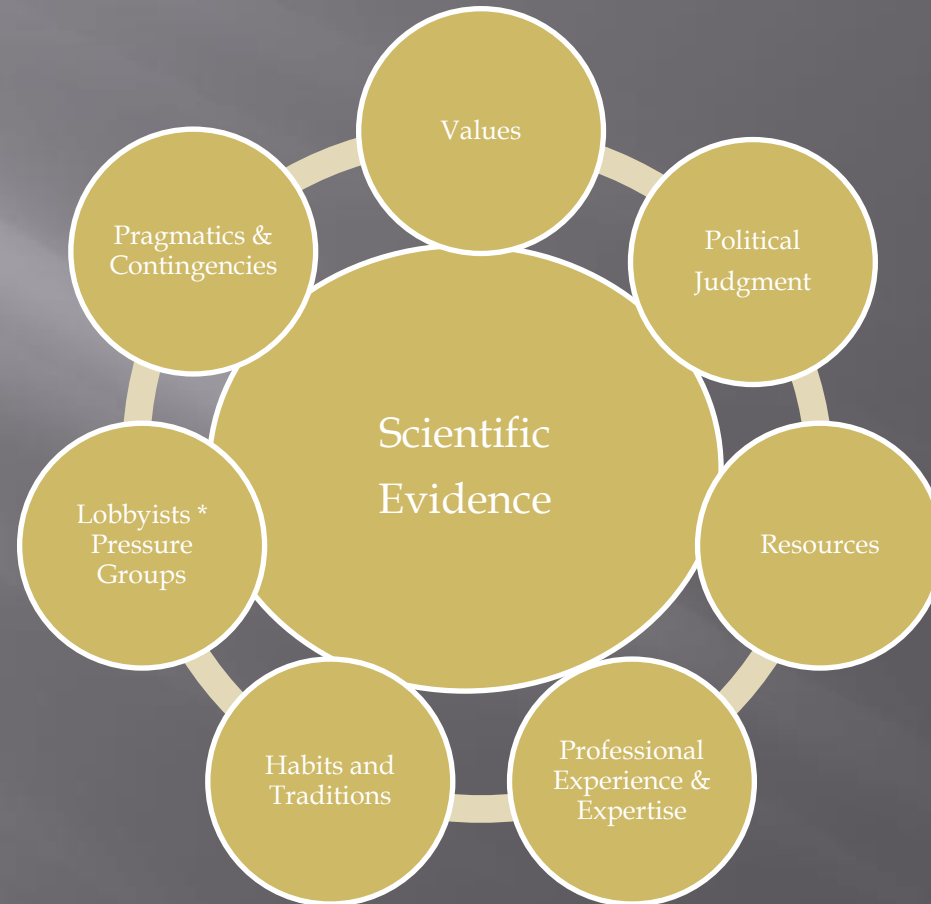 Values
Political
Judgment
Resources
Professional
Experience &
Expertise
Habits and
Traditions
Lobbyists *
Pressure
Groups
Pragmatics &
Contingencies
Scientific
Evidence